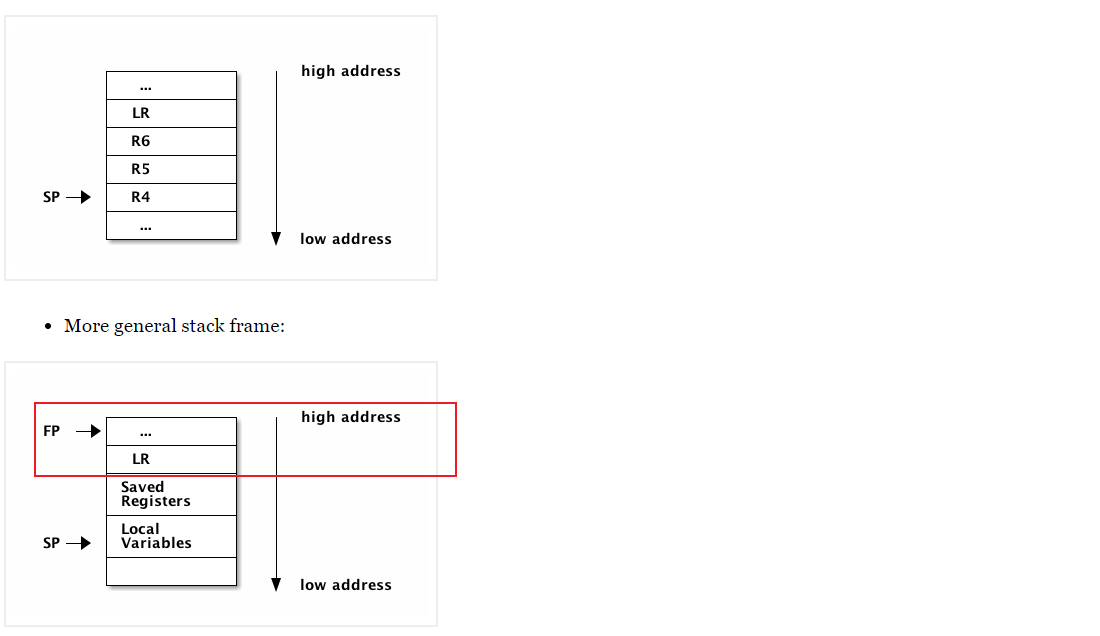 high address
...
LR
R6
R5
SP R4
...
low address
• More general stack frame:
high address
FP ...
LR
Saved
Registers
Local
SP Variables
low address